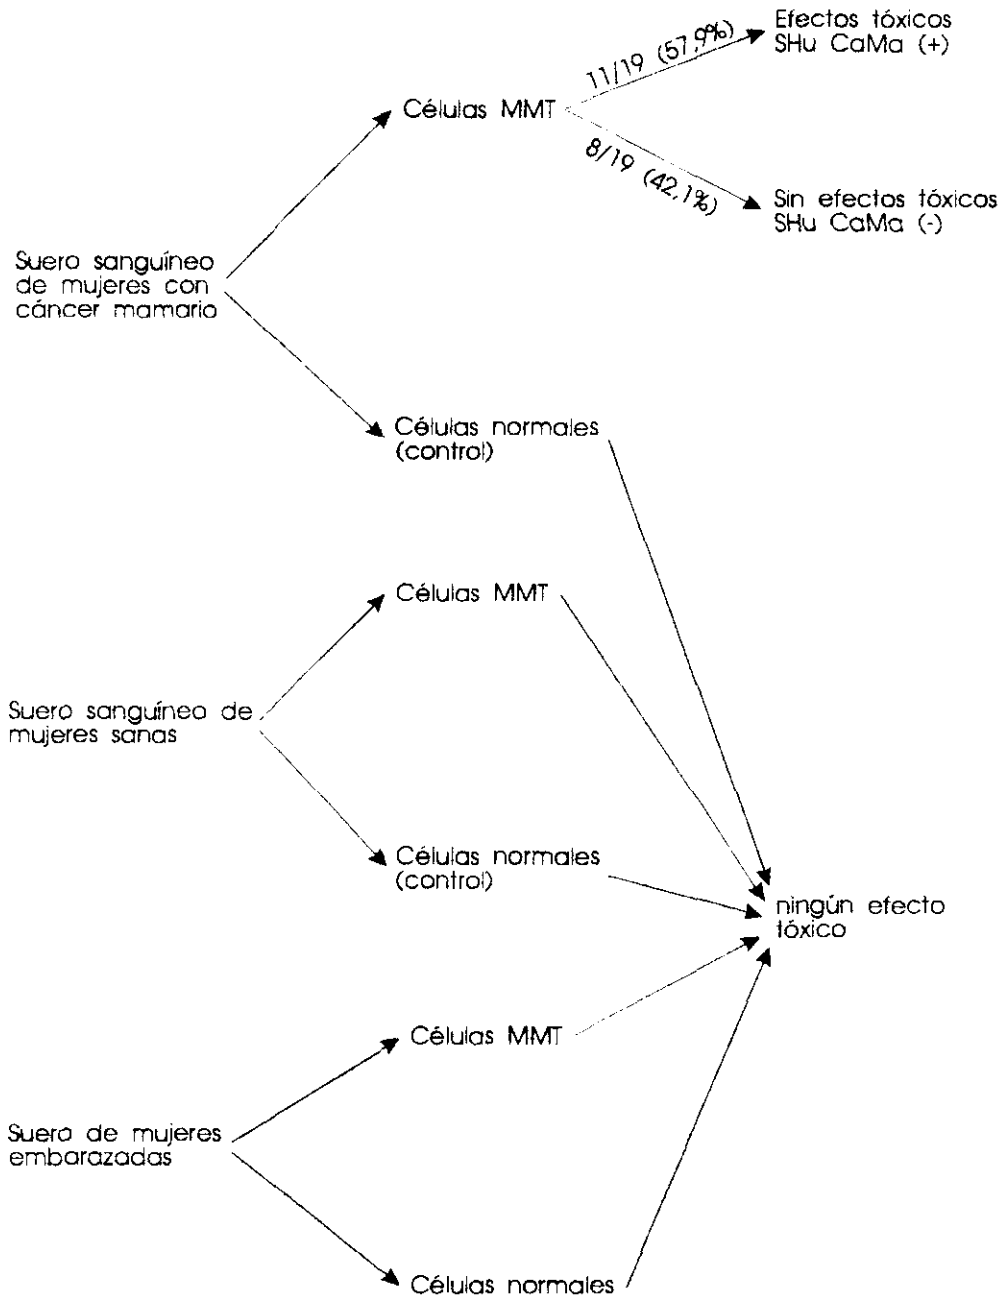 Efectos tóxicos
SHu CaMa (+)
11/19 (57,9%)
Células MMT
8/19 (42,1%)
Sin efectos tóxicos
SHu CaMa (-)
Suero sanguíneo
de mujeres con
cáncer mamario
Células normales
(control)
Células MMT
Suero sanguíneo de
mujeres sanas
Células normales
(control)
ningún efecto
tóxico
Células MMT
Suero de mujeres
embarazadas
Células normales